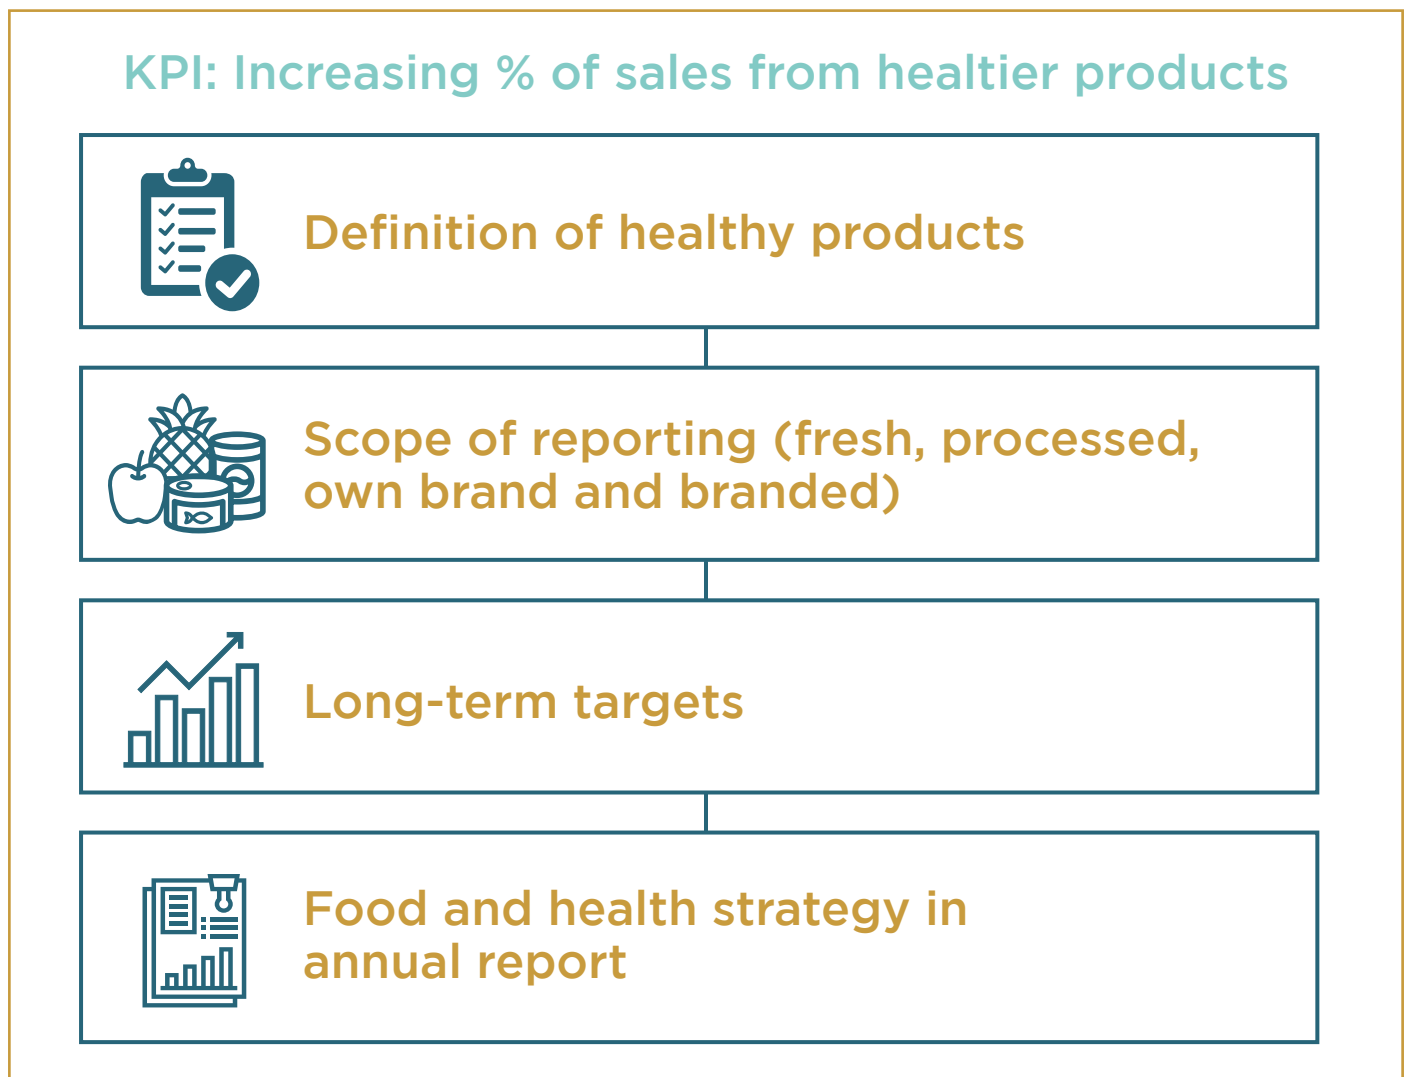 KPI: Increasing % of sales from healtier products
Definition of healthy products
Scope of reporting (fresh, processed,
own brand and branded)
Long-term targets
Food and health strategy in
annual report